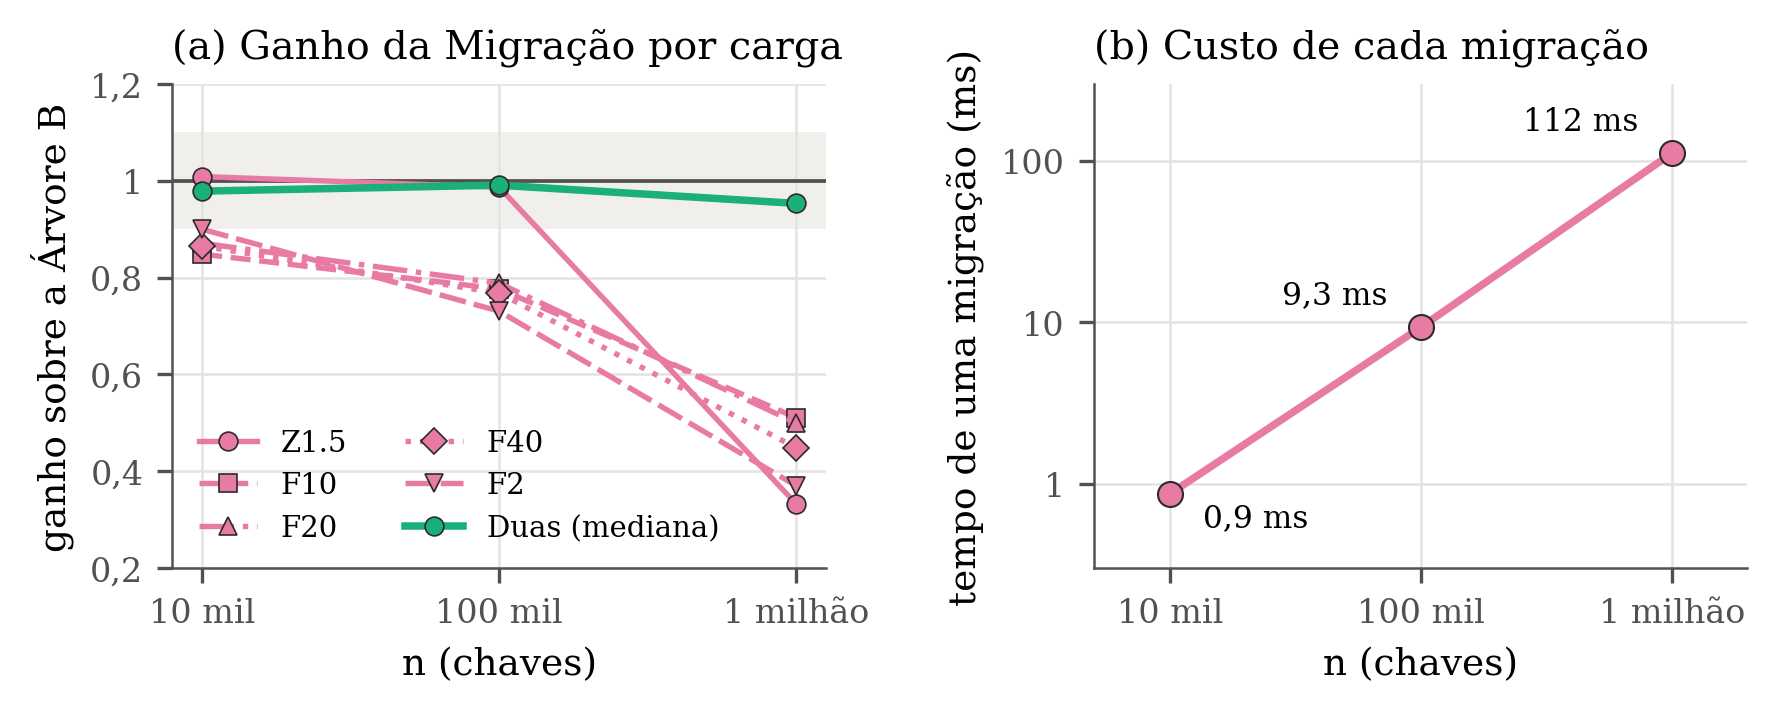 (a) Ganho da Migração por carga
ganho sobre a Árvore B
1,2
1
0,8
0,6
0,4
0,2
Z1.5
F10
F20
F40
F2
Duas (mediana)
10 mil
100 mil
1 milhão
n (chaves)
(b) Custo de cada migração
tempo de uma migração (ms)
100
10
1
112 ms
9,3 ms
0,9 ms
10 mil
100 mil
1 milhão
n (chaves)